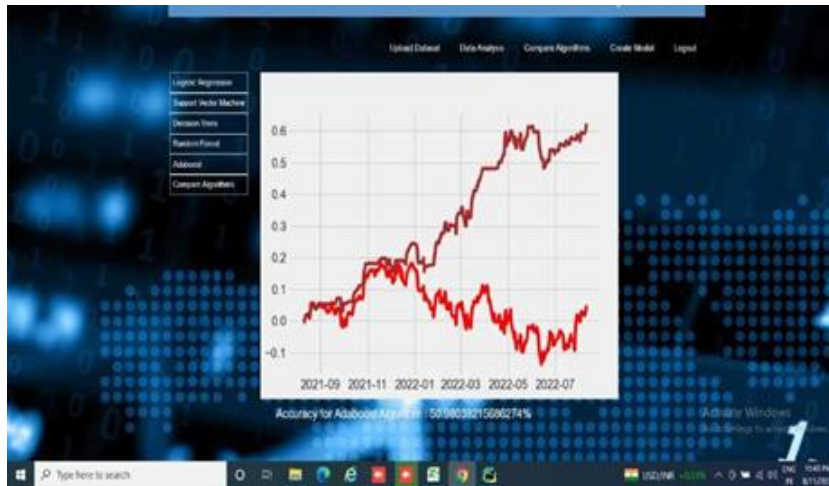 Upload Dataset Data Analysis Compare Algorithms Create Model Logout
Logistic Regression
Support Vector Machine
Decision Trees
Random Forest
Adaboost
Compare Algorithms
0.6
0.5
0.4
0.3
0.2
0.1
0.0
−0.1
2021-09 2021-11 2022-01 2022-03 2022-05 2022-07
Accuracy for Adaboost Algorithm : 50.98039215686274%
Activate Windows
Type here to search
USD/INR
ENG
IN